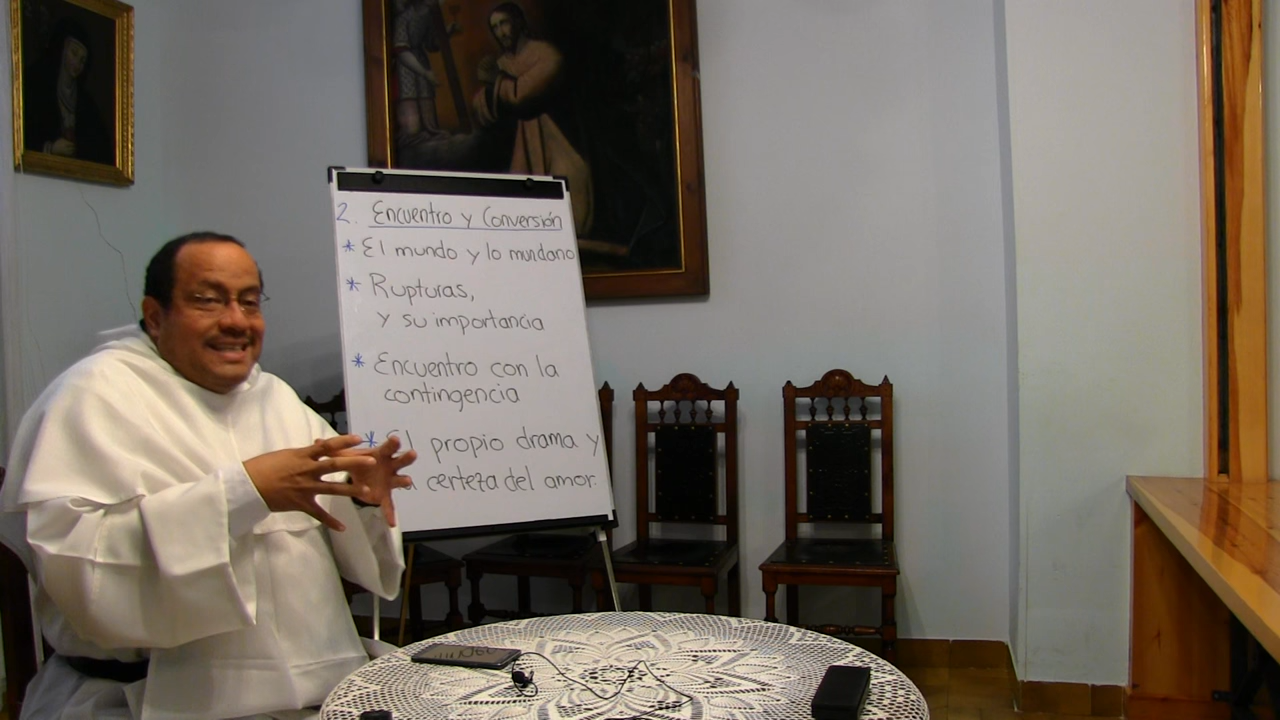 2. Encuentro y Conversión
* El mundo y lo mundano
* Rupturas,
y su importancia
* Encuentro con la
contingencia
* El propio drama y
certeza del amor.